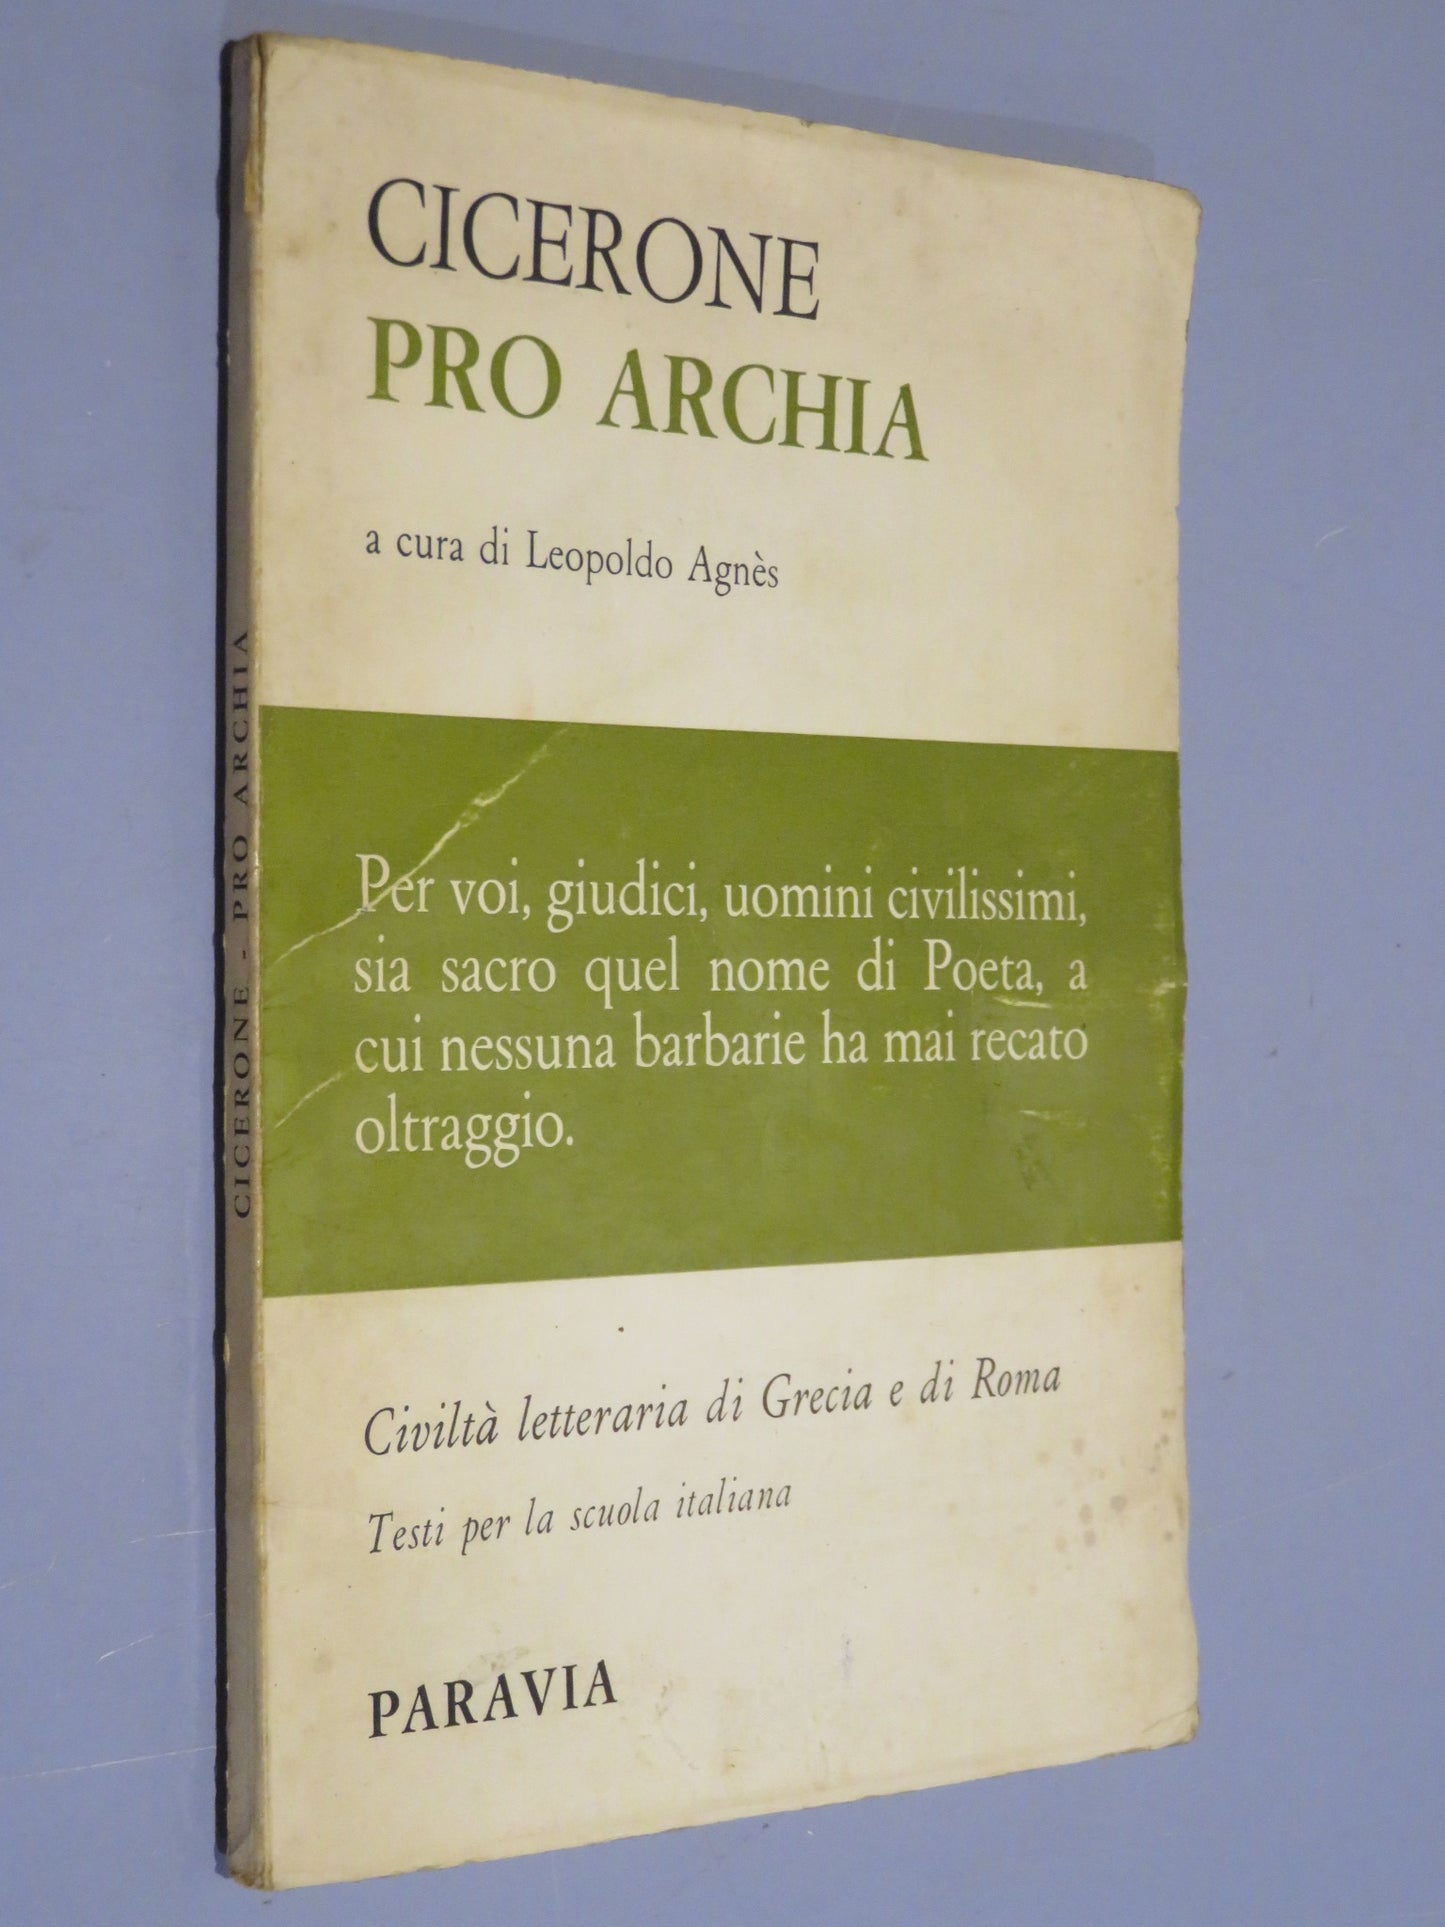 CICERONE
PRO ARCHIA
a cura di Leopoldo Agnès
Per voi, giudici, uomini civilissimi,
sia sacro quel nome di Poeta, a
cui nessuna barbarie ha mai recato
oltraggio.
Civiltà letteraria di Grecia e di Roma
Testi per la scuola italiana
PARAVIA
CICERONE - PRO ARCHIA